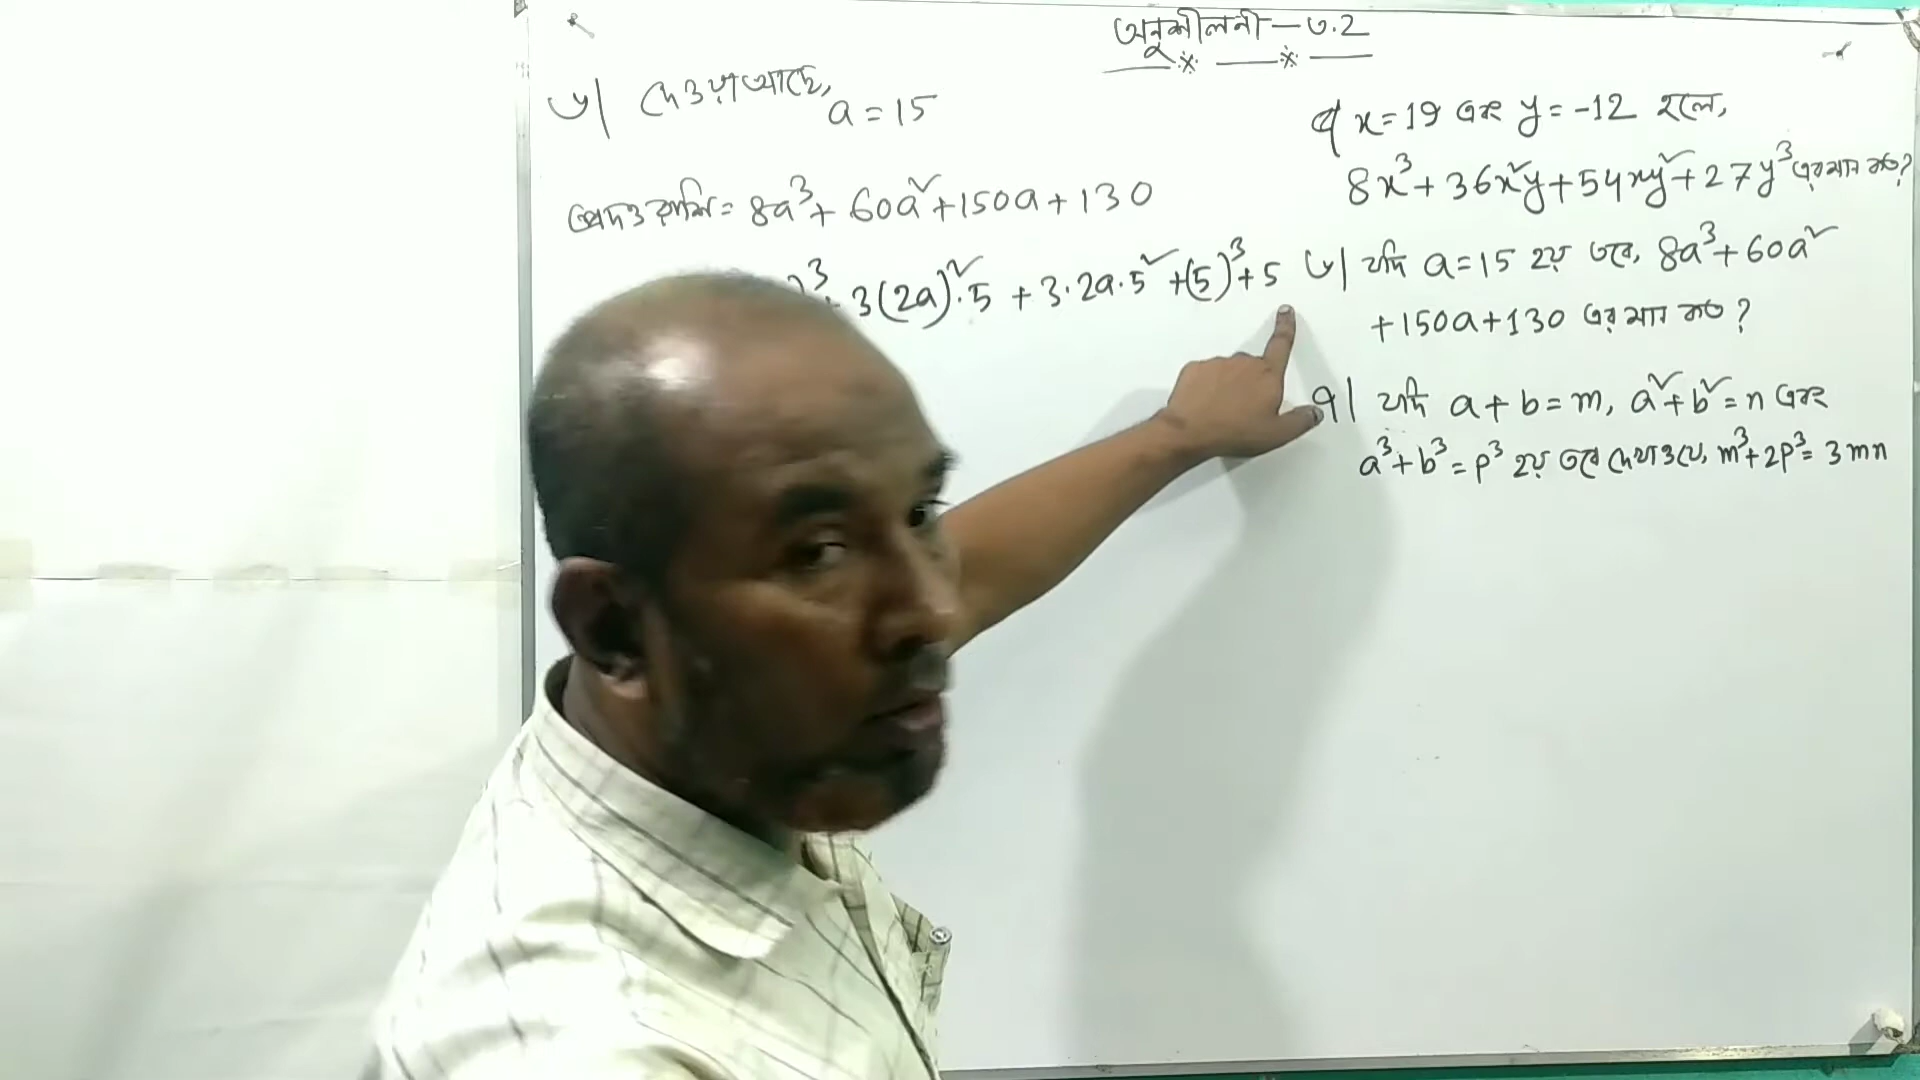 অনুশীলনী — ৩.2
৬| দেওয়া আছে,
a = 15
প্রদত্ত রাশি = 8a³ + 60a² + 150a + 130
)³ + 3(2a)²·5 + 3·2a·5² + (5)³ + 5
৫| x = 19 এবং y = -12 হলে,
8x³ + 36x²y + 54xy² + 27y³ এর মান কত?
৬| যদি a = 15 হয় তবে, 8a³ + 60a²
+ 150a + 130 এর মান কত?
৭| যদি a + b = m, a² + b² = n এবং
a³ + b³ = p³ হয় তবে দেখাও যে, m³ + 2p³ = 3mn